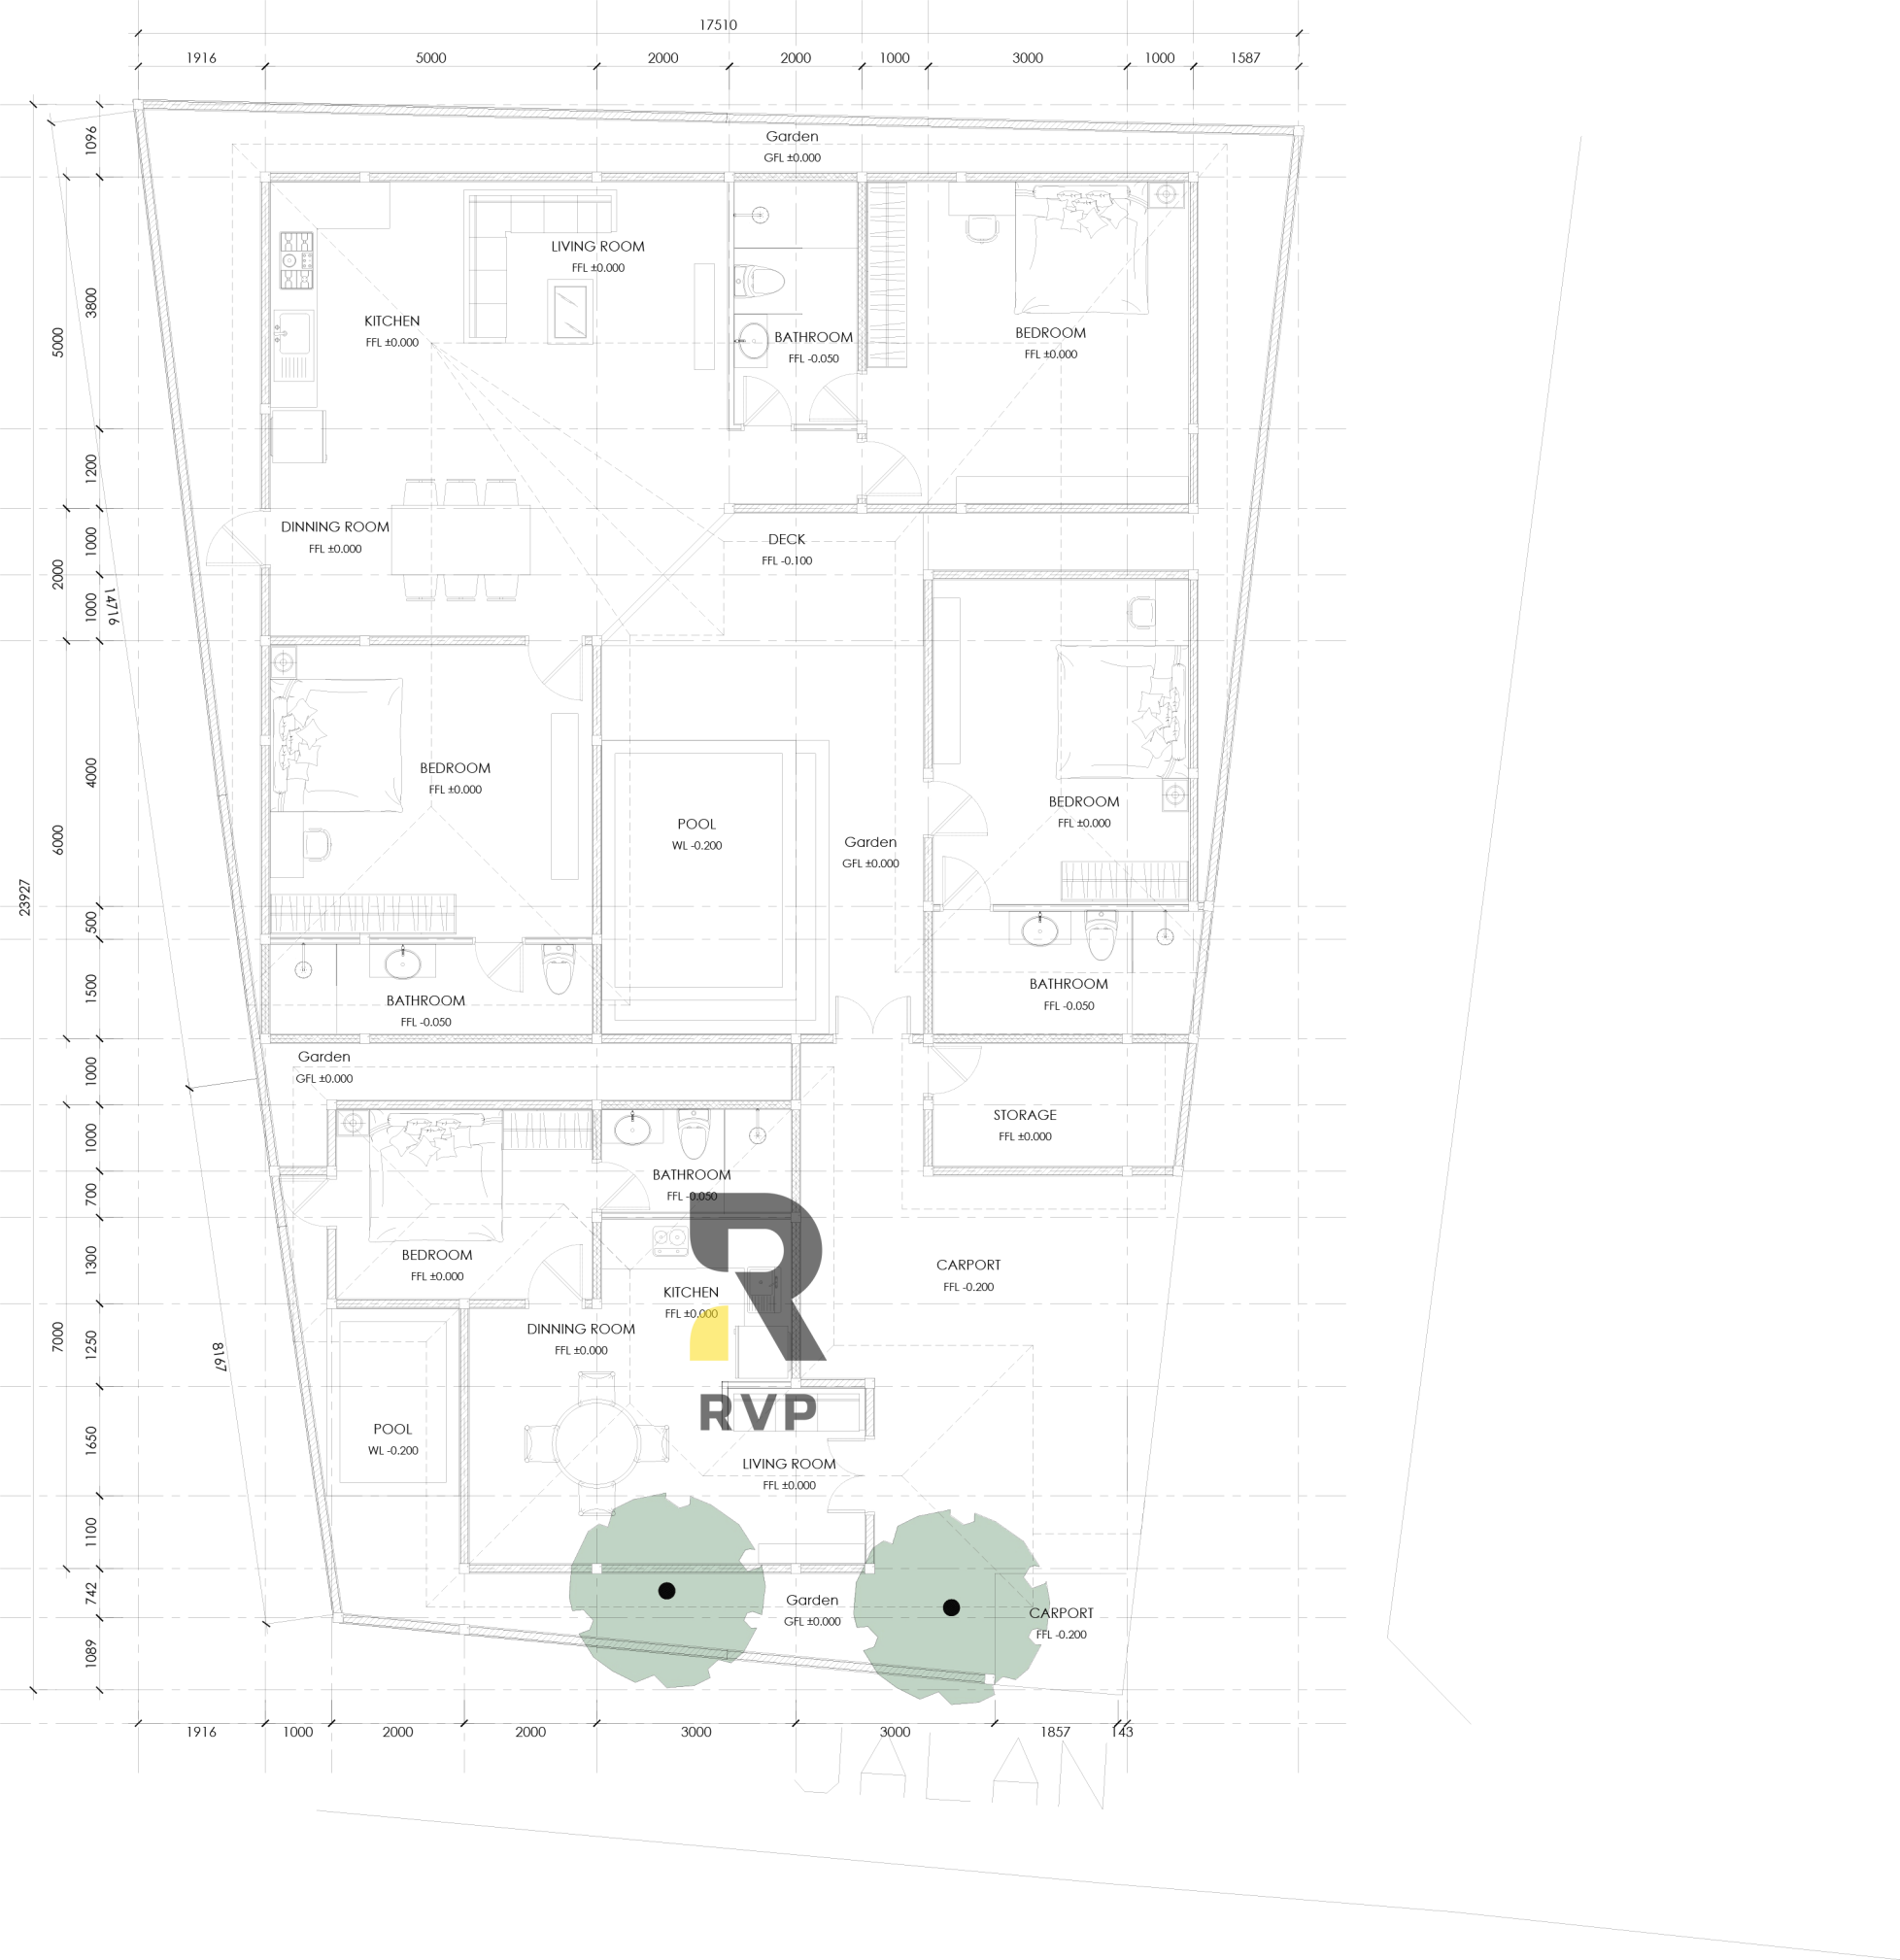 17510
1916
5000
2000
2000
1000
3000
1000
1587
1096
3800
5000
1200
1000
2000
1000
14716
4000
6000
23927
500
1500
1000
1000
700
1300
7000
1250
8167
1650
1100
742
1089
Garden
GFL ±0.000
LIVING ROOM
FFL ±0.000
KITCHEN
FFL ±0.000
BATHROOM
FFL -0.050
BEDROOM
FFL ±0.000
DINNING ROOM
FFL ±0.000
DECK
FFL -0.100
BEDROOM
FFL ±0.000
BEDROOM
FFL ±0.000
POOL
WL -0.200
Garden
GFL ±0.000
BATHROOM
FFL -0.050
BATHROOM
FFL -0.050
Garden
GFL ±0.000
STORAGE
FFL ±0.000
BATHROOM
FFL -0.050
BEDROOM
FFL ±0.000
CARPORT
FFL -0.200
KITCHEN
FFL ±0.000
DINNING ROOM
FFL ±0.000
RVP
POOL
WL -0.200
LIVING ROOM
FFL ±0.000
Garden
GFL ±0.000
CARPORT
FFL -0.200
1916
1000
2000
2000
3000
3000
1857
143
JALAN